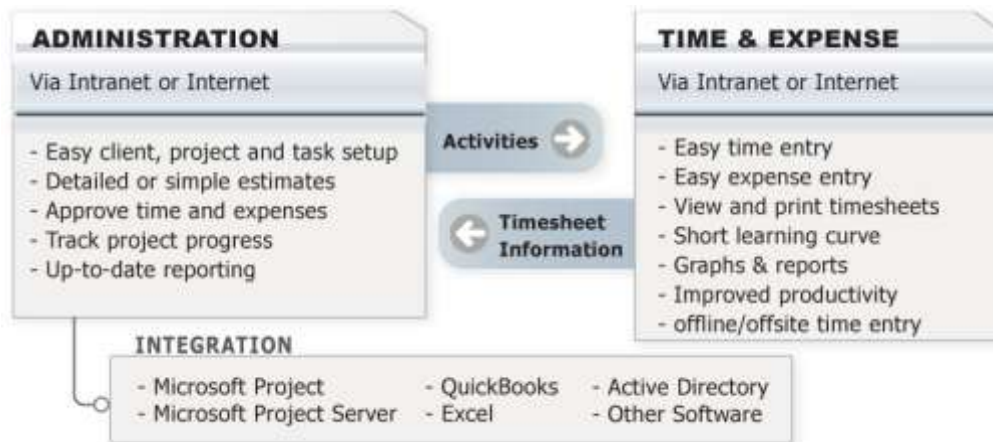 ADMINISTRATION
Via Intranet or Internet
- Easy client, project and task setup
- Detailed or simple estimates
- Approve time and expenses
- Track project progress
- Up-to-date reporting
Activities
Timesheet
Information
TIME & EXPENSE
Via Intranet or Internet
- Easy time entry
- Easy expense entry
- View and print timesheets
- Short learning curve
- Graphs & reports
- Improved productivity
- offline/offsite time entry
INTEGRATION
- Microsoft Project
- Microsoft Project Server
- QuickBooks
- Excel
- Active Directory
- Other Software